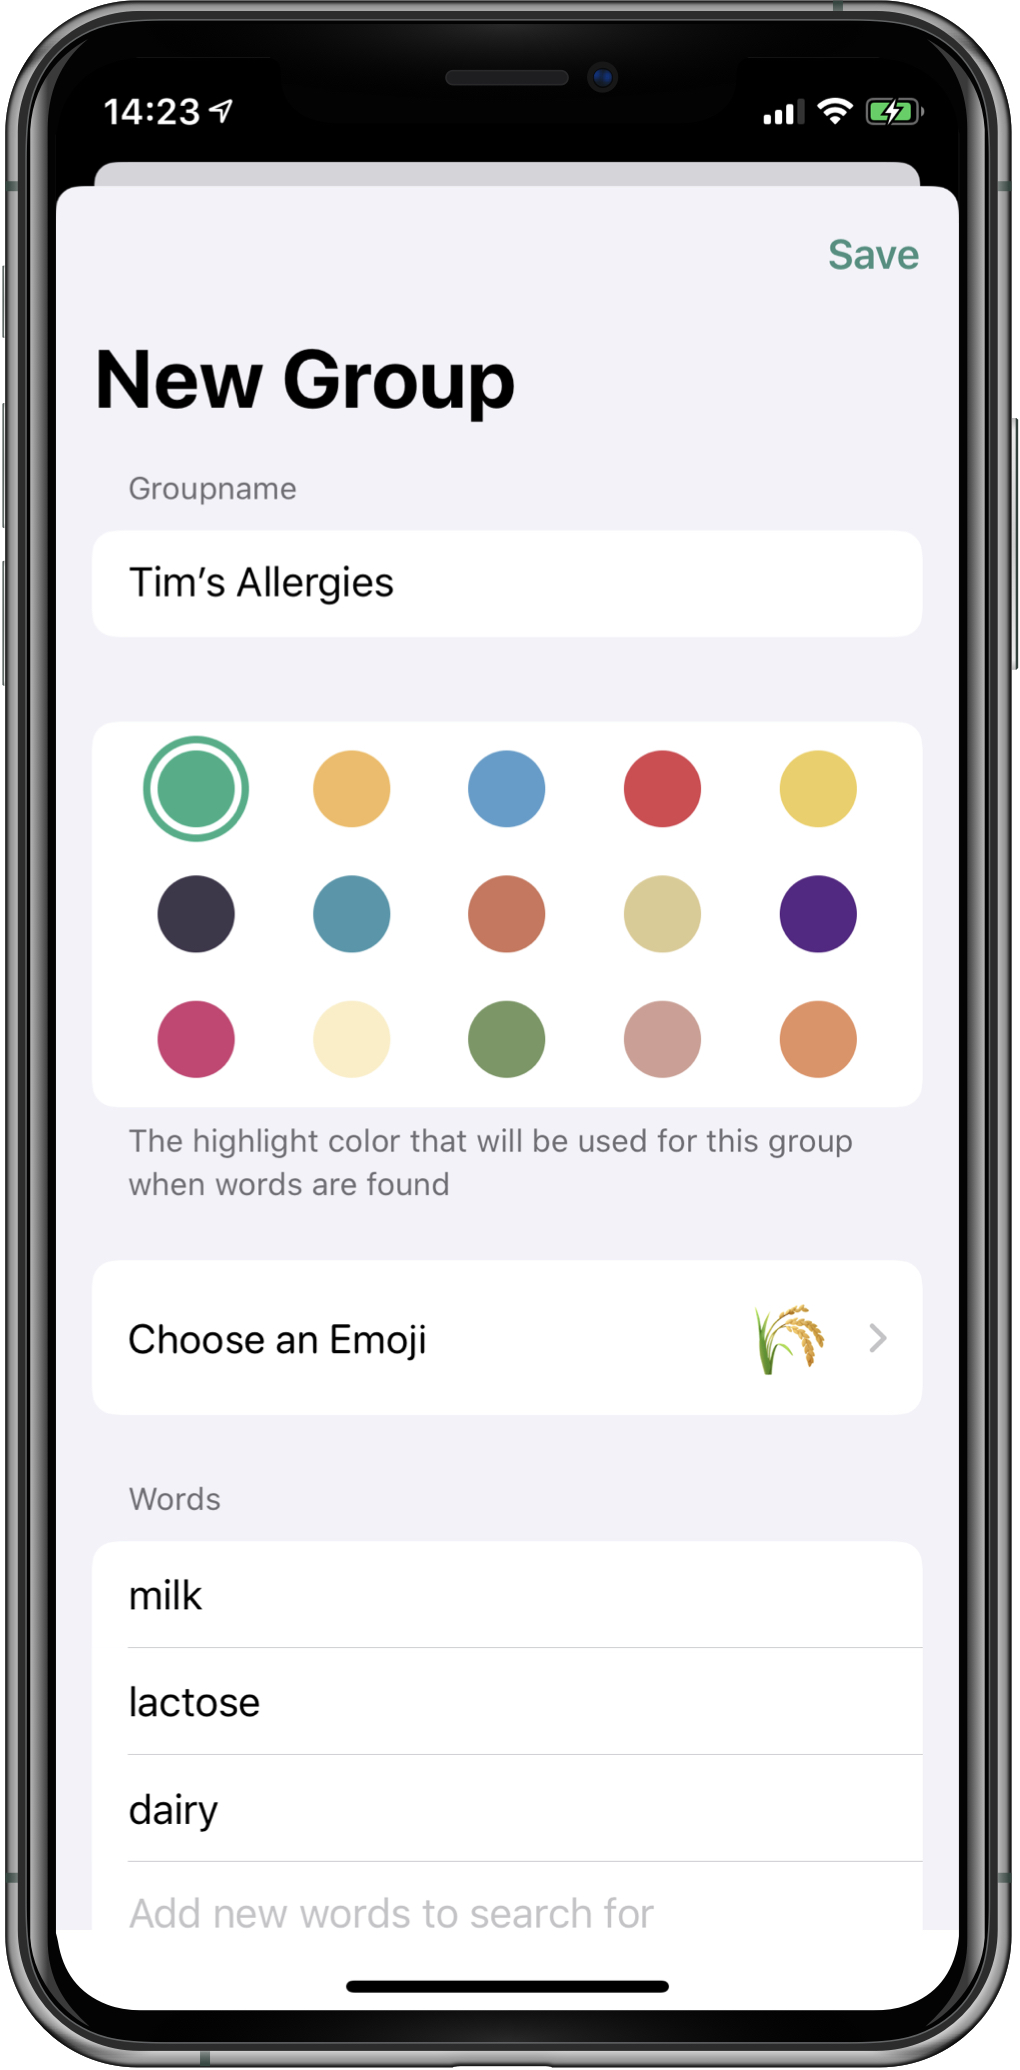 14:23
Save
New Group
Groupname
Tim’s Allergies
The highlight color that will be used for this group
when words are found
Choose an Emoji
Words
milk
lactose
dairy
Add new words to search for